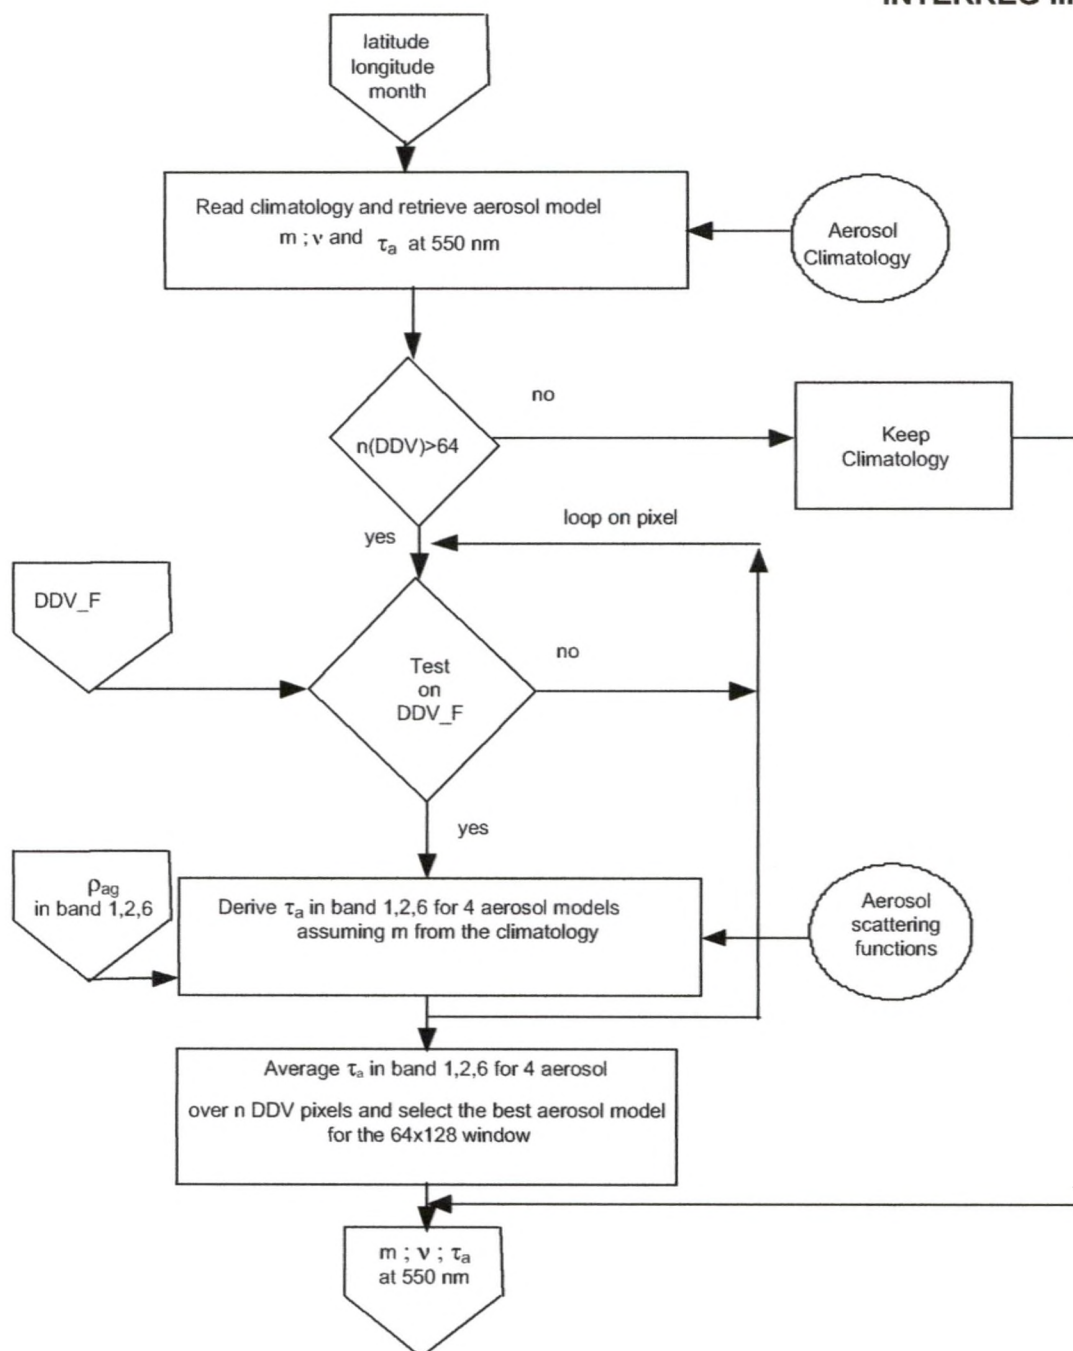 latitude
longitude
month
Read climatology and retrieve aerosol model
m ; ν and τa at 550 nm
Aerosol
Climatology
n(DDV)>64
no
Keep
Climatology
yes
loop on pixel
DDV_F
Test
on
DDV_F
no
yes
ρag
in band 1,2,6
Derive τa in band 1,2,6 for 4 aerosol models
assuming m from the climatology
Aerosol
scattering
functions
Average τa in band 1,2,6 for 4 aerosol
over n DDV pixels and select the best aerosol model
for the 64x128 window
m ; ν ; τa
at 550 nm